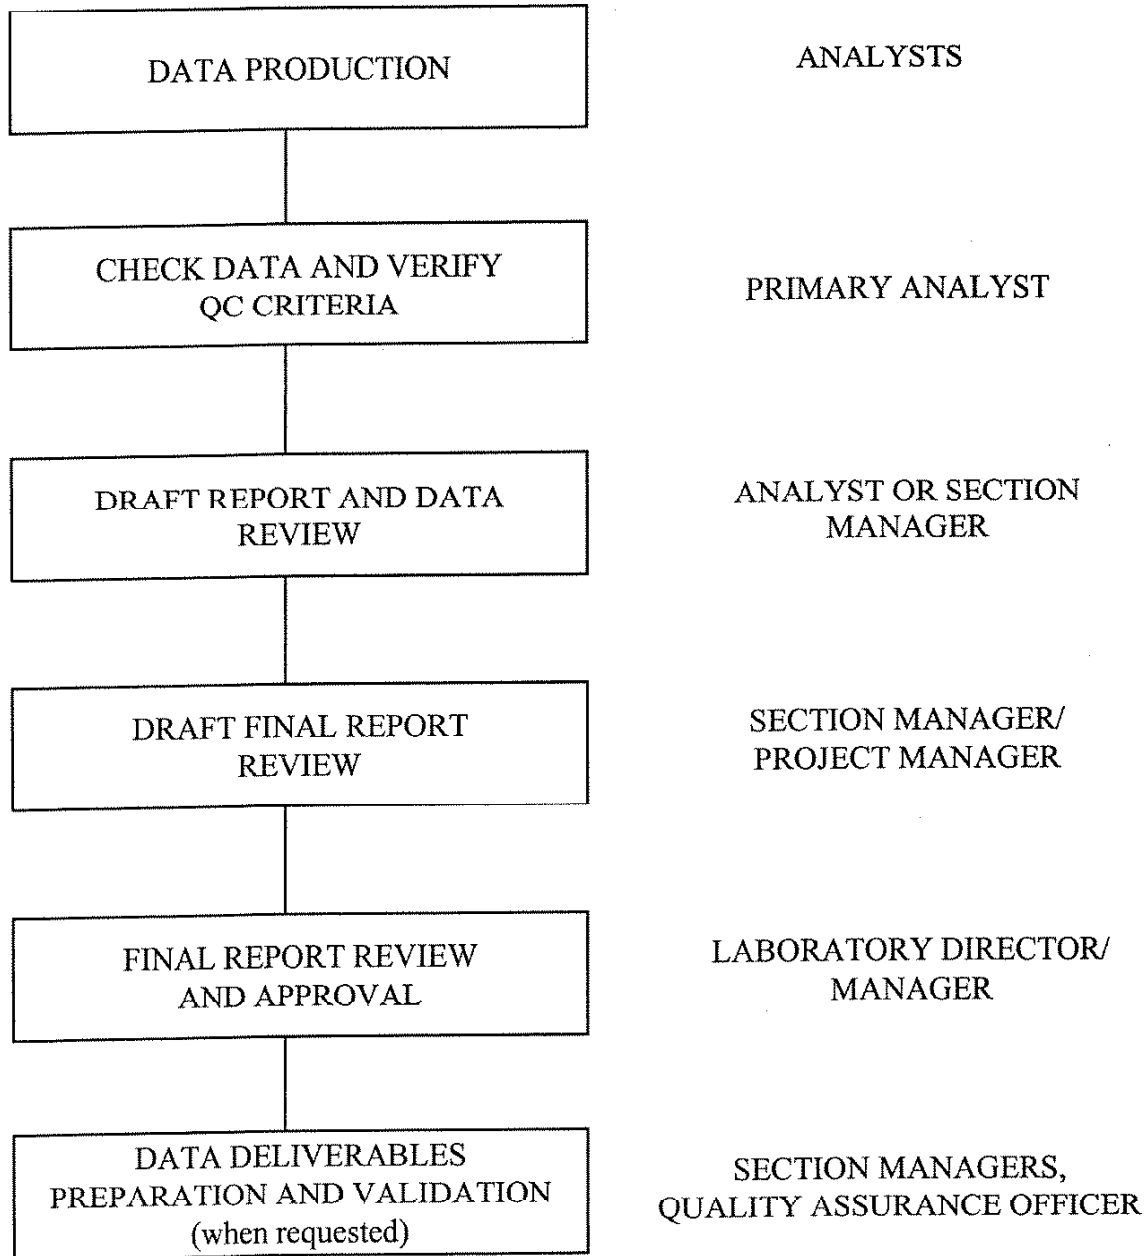 DATA PRODUCTION
ANALYSTS
CHECK DATA AND VERIFY
QC CRITERIA
PRIMARY ANALYST
DRAFT REPORT AND DATA
REVIEW
ANALYST OR SECTION
MANAGER
DRAFT FINAL REPORT
REVIEW
SECTION MANAGER/
PROJECT MANAGER
FINAL REPORT REVIEW
AND APPROVAL
LABORATORY DIRECTOR/
MANAGER
DATA DELIVERABLES
PREPARATION AND VALIDATION
(when requested)
SECTION MANAGERS,
QUALITY ASSURANCE OFFICER